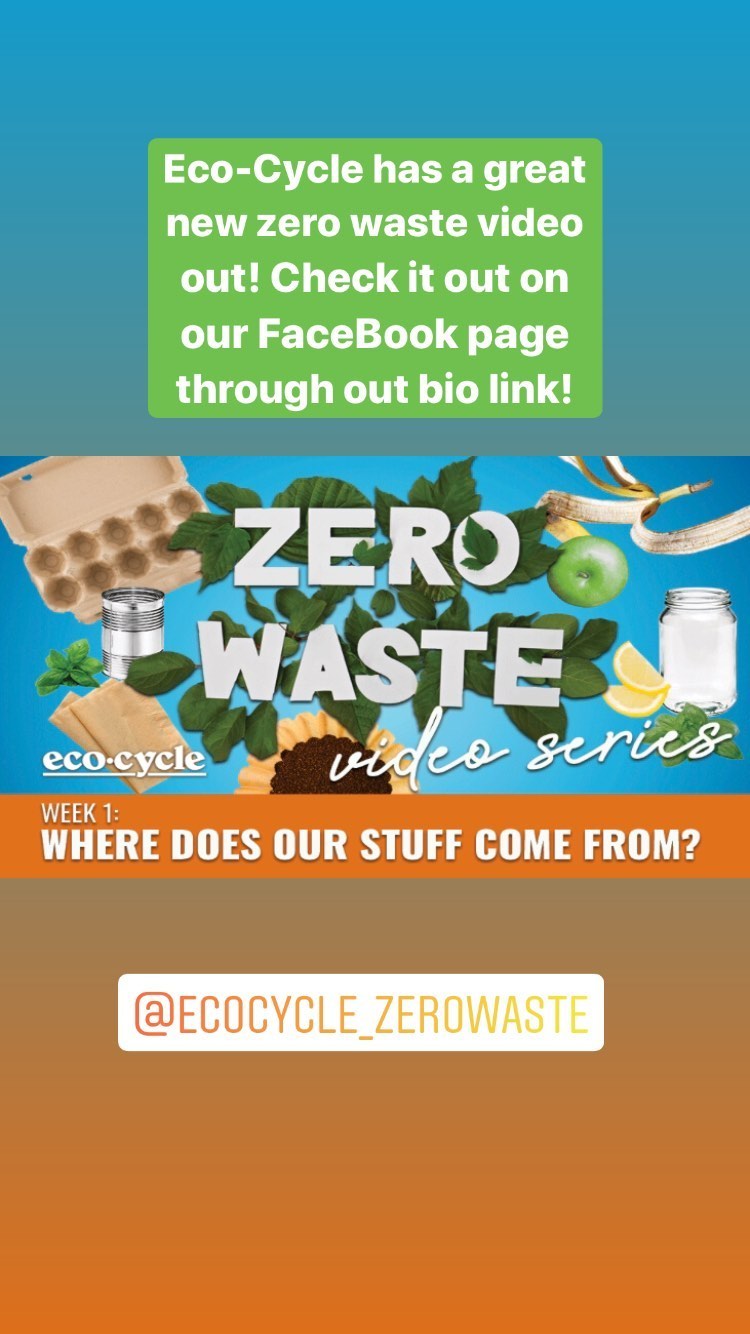 Eco-Cycle has a great
new zero waste video
out! Check it out on
our FaceBook page
through out bio link!
ZERO
WASTE
video series
eco-cycle
WEEK 1:
WHERE DOES OUR STUFF COME FROM?
@ECOCYCLE_ZEROWASTE